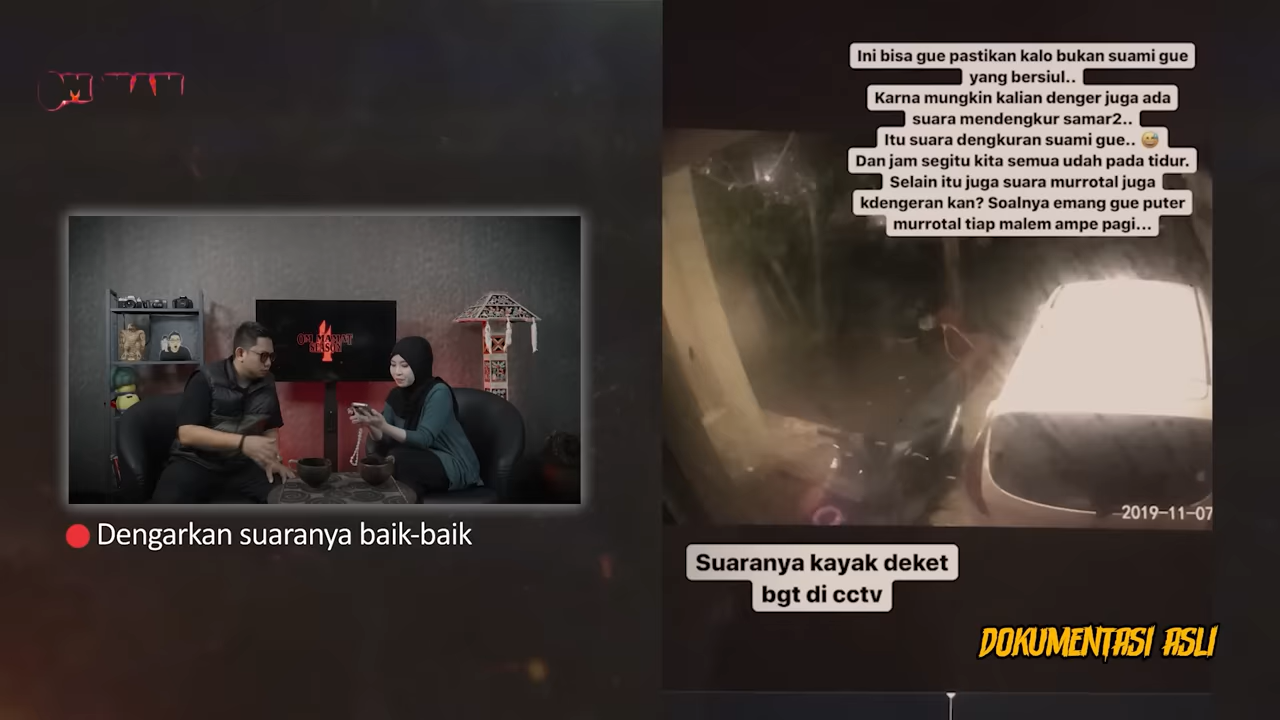 OM MAMAT
SEASON
Dengarkan suaranya baik-baik
Ini bisa gue pastikan kalo bukan suami gue
yang bersiul..
Karna mungkin kalian denger juga ada
suara mendengkur samar2..
Itu suara dengkuran suami gue.. 😅
Dan jam segitu kita semua udah pada tidur.
Selain itu juga suara murrotal juga
kdengeran kan? Soalnya emang gue puter
murrotal tiap malem ampe pagi...
2019-11-07
Suaranya kayak deket
bgt di cctv
DOKUMENTASI ASLI